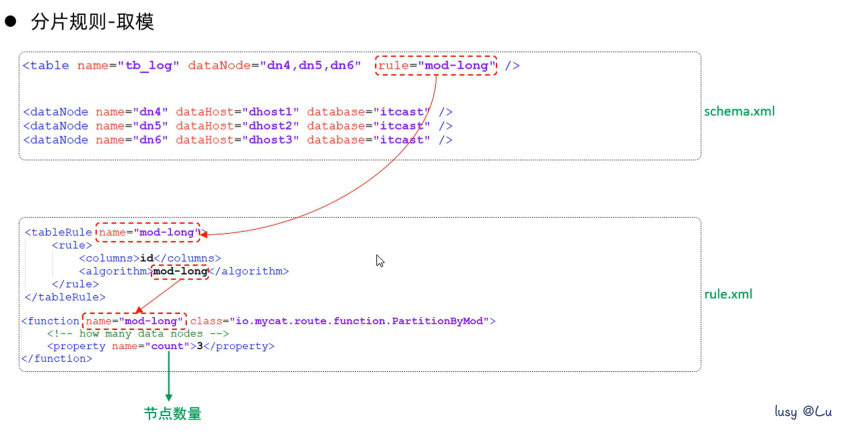 ● 分片规则-取模
<table name="tb_log" dataNode="dn4,dn5,dn6" rule="mod-long" />
<dataNode name="dn4" dataHost="dhost1" database="itcast" />
<dataNode name="dn5" dataHost="dhost2" database="itcast" />
<dataNode name="dn6" dataHost="dhost3" database="itcast" />
schema.xml
<tableRule name="mod-long">
<rule>
<columns>id</columns>
<algorithm>mod-long</algorithm>
</rule>
</tableRule>
<function name="mod-long" class="io.mycat.route.function.PartitionByMod">
<!-- how many data nodes -->
<property name="count">3</property>
</function>
rule.xml
节点数量
lusy @Lu